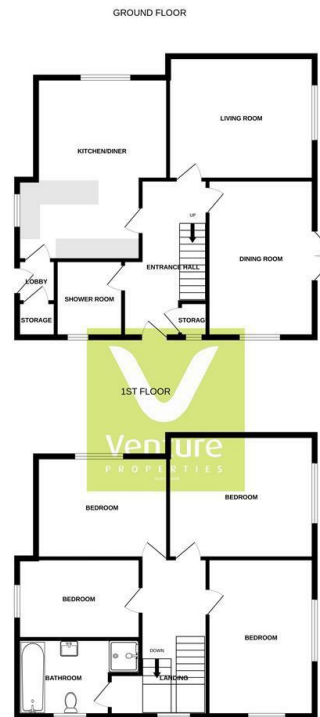 GROUND FLOOR
LIVING ROOM
KITCHEN/DINER
UP
DINING ROOM
ENTRANCE HALL
LOBBY
SHOWER ROOM
STORAGE
STORAG
1ST FLOOR
Venture
PROPERTIES
BEDROOM
BEDROOM
BEDROOM
BEDROOM
DOWN
BATHROOM
LANDING